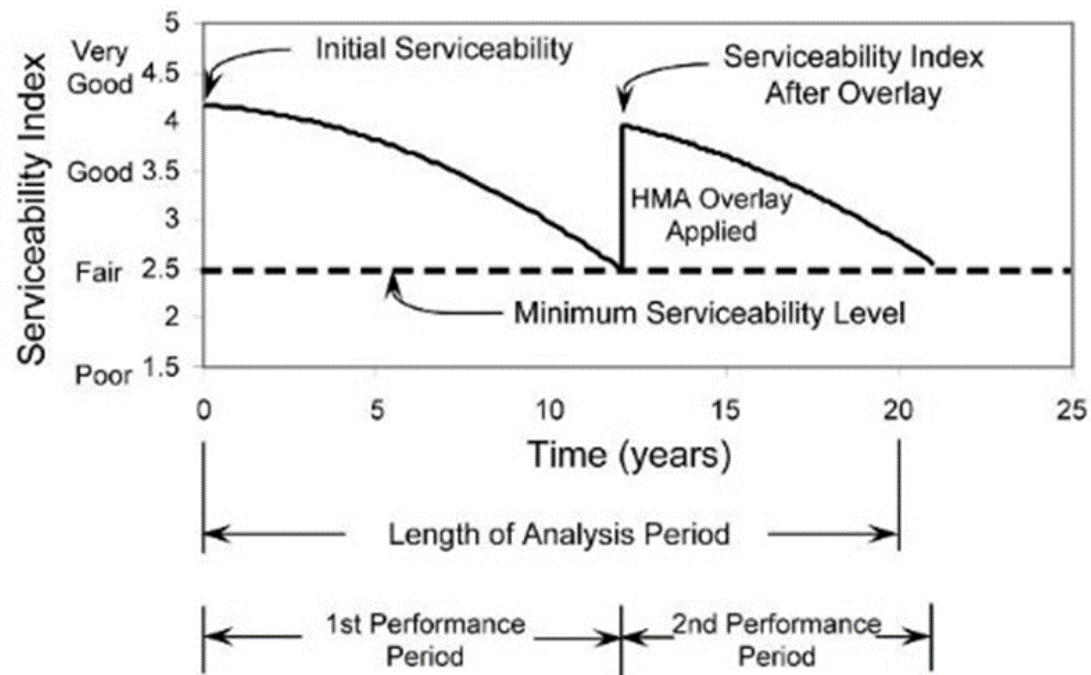 5
Very
Good 4.5
4
Good 3.5
3
Fair 2.5
2
Poor 1.5
Serviceability Index
Initial Serviceability
Serviceability Index
After Overlay
HMA Overlay
Applied
Minimum Serviceability Level
0 5 10 15 20 25
Time (years)
Length of Analysis Period
1st Performance
Period
2nd Performance
Period